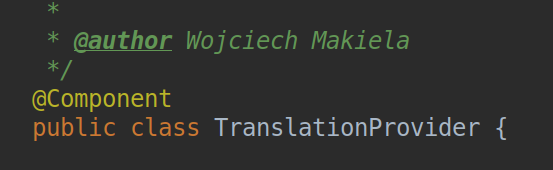 *
* @author Wojciech Makiela
*/
@Component
public class TranslationProvider {